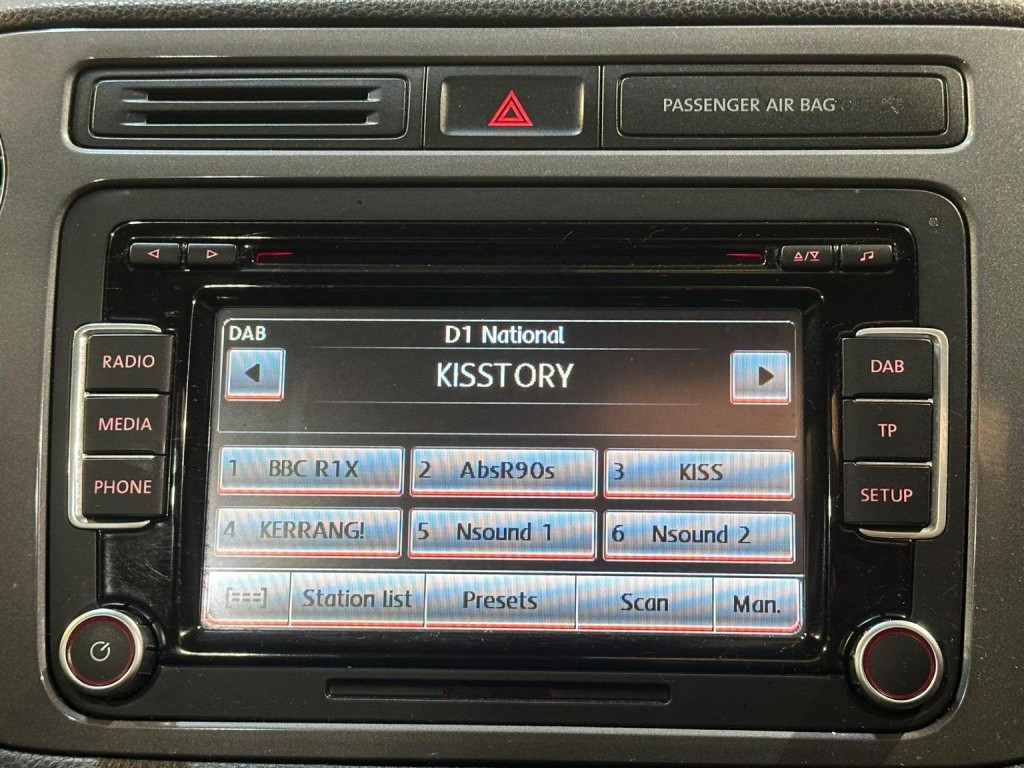 PASSENGER AIR BAG OFF
RADIO
MEDIA
PHONE
DAB
D1 National
KISSTORY
1 BBC R1X
2 AbsR90s
3 KISS
4 KERRANG!
5 Nsound 1
6 Nsound 2
Station list
Presets
Scan
Man.
DAB
TP
SETUP